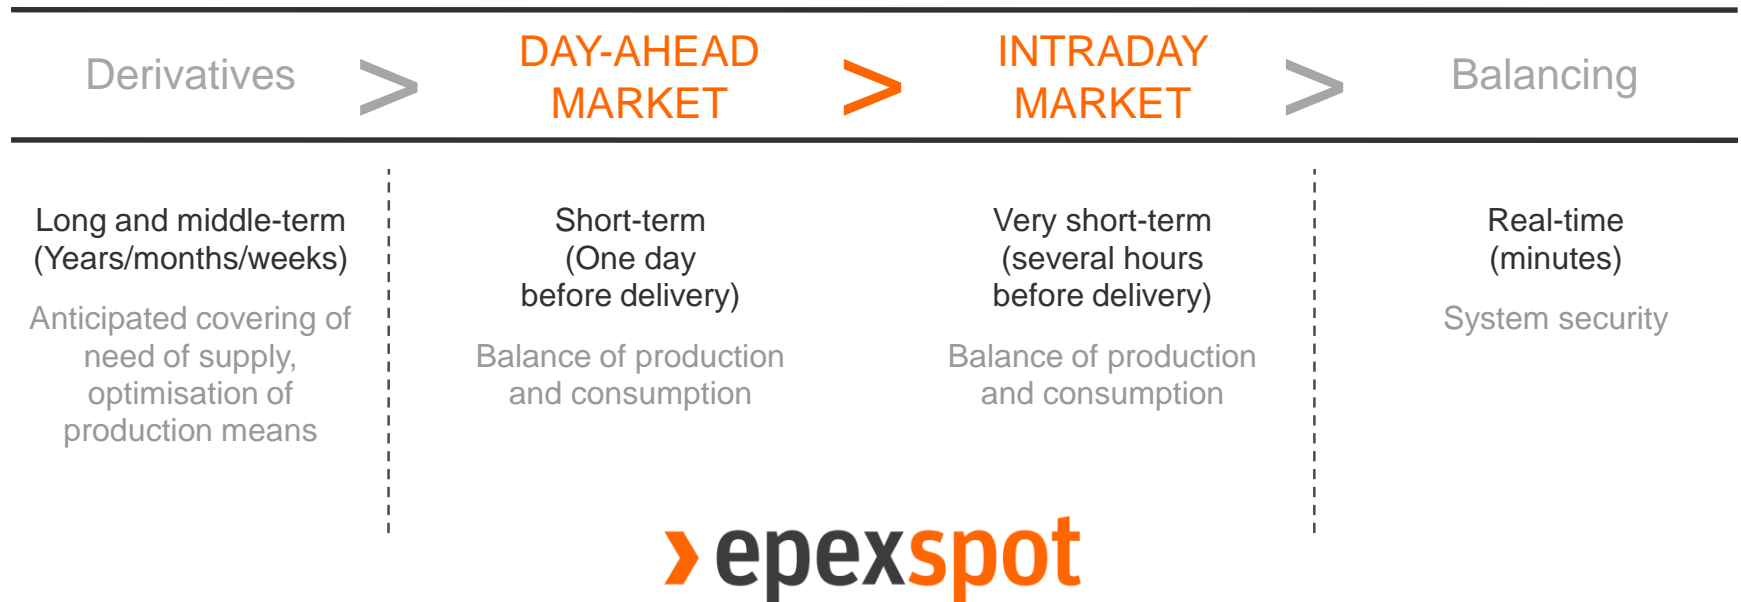 Derivatives
>
DAY-AHEAD
MARKET
>
INTRADAY
MARKET
>
Balancing
Long and middle-term
(Years/months/weeks)
Anticipated covering of
need of supply,
optimisation of
production means
Short-term
(One day
before delivery)
Balance of production
and consumption
Very short-term
(several hours
before delivery)
Balance of production
and consumption
Real-time
(minutes)
System security
epexspot